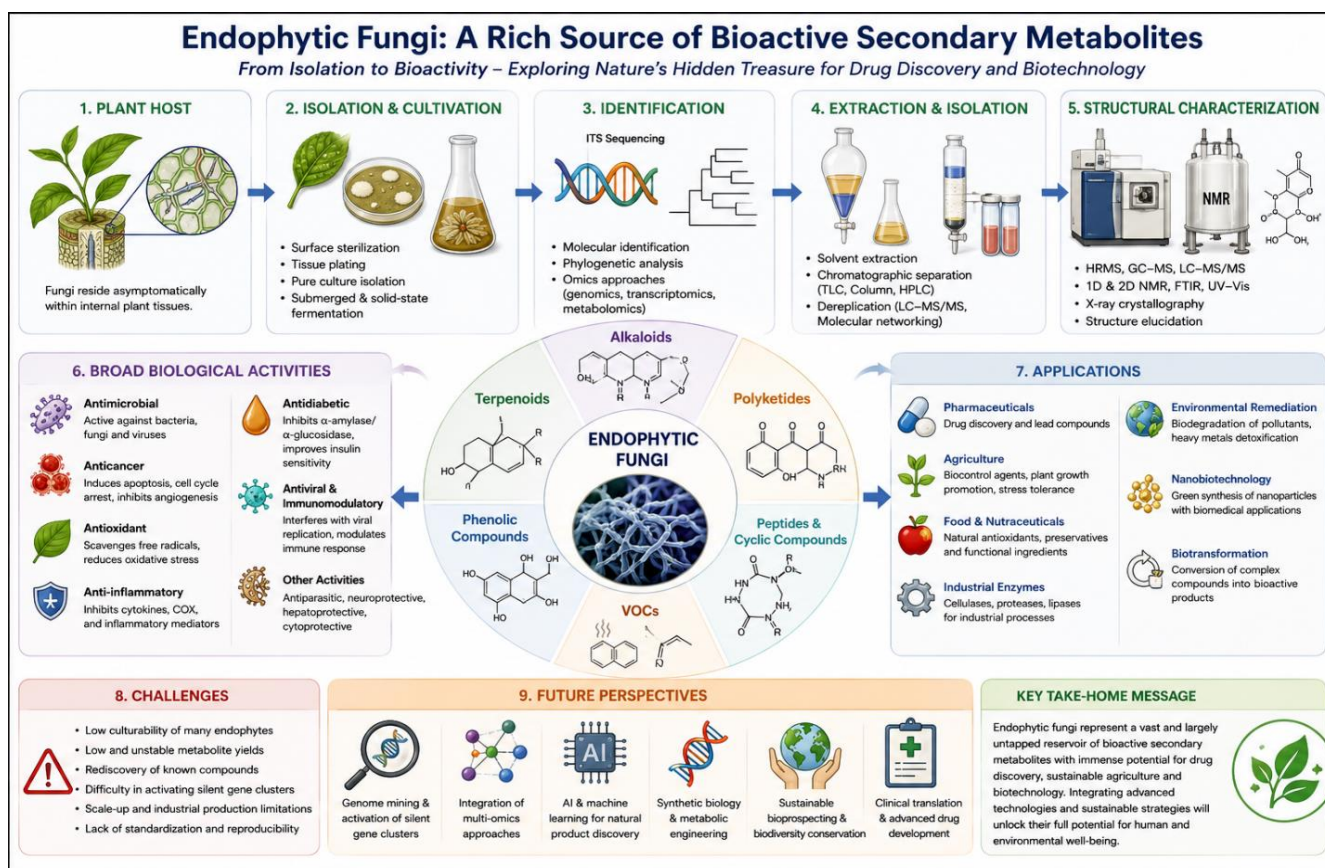 Endophytic Fungi: A Rich Source of Bioactive Secondary Metabolites
From Isolation to Bioactivity – Exploring Nature's Hidden Treasure for Drug Discovery and Biotechnology
1. PLANT HOST
Fungi reside asymptomatically
within internal plant tissues.
2. ISOLATION & CULTIVATION
• Surface sterilization
• Tissue plating
• Pure culture isolation
• Submerged & solid-state
fermentation
3. IDENTIFICATION
ITS Sequencing
• Molecular identification
• Phylogenetic analysis
• Omics approaches
(genomics, transcriptomics,
metabolomics)
4. EXTRACTION & ISOLATION
• Solvent extraction
• Chromatographic separation
(TLC, Column, HPLC)
• Dereplication (LC-MS/MS,
Molecular networking)
5. STRUCTURAL CHARACTERIZATION
NMR
• HRMS, GC-MS, LC-MS/MS
• 1D & 2D NMR, FTIR, UV-Vis
• X-ray crystallography
• Structure elucidation
6. BROAD BIOLOGICAL ACTIVITIES
Antimicrobial
Active against bacteria,
fungi and viruses
Anticancer
Induces apoptosis, cell cycle
arrest, inhibits angiogenesis
Antioxidant
Scavenges free radicals,
reduces oxidative stress
Anti-inflammatory
Inhibits cytokines, COX,
and inflammatory mediators
Antidiabetic
Inhibits α-amylase/
α-glucosidase,
improves insulin
sensitivity
Antiviral &
Immunomodulatory
Interferes with viral
replication, modulates
immune response
Other Activities
Antiparasitic, neuroprotective,
hepatoprotective,
cytoprotective
Alkaloids
Terpenoids
Polyketides
ENDOPHYTIC
FUNGI
Phenolic
Compounds
Peptides &
Cyclic Compounds
VOCs
7. APPLICATIONS
Pharmaceuticals
Drug discovery and lead compounds
Agriculture
Biocontrol agents, plant growth
promotion, stress tolerance
Food & Nutraceuticals
Natural antioxidants, preservatives
and functional ingredients
Industrial Enzymes
Cellulases, proteases, lipases
for industrial processes
Environmental Remediation
Biodegradation of pollutants,
heavy metals detoxification
Nanobiotechnology
Green synthesis of nanoparticles
with biomedical applications
Biotransformation
Conversion of complex
compounds into bioactive
products
8. CHALLENGES
• Low culturability of many endophytes
• Low and unstable metabolite yields
• Rediscovery of known compounds
• Difficulty in activating silent gene clusters
• Scale-up and industrial production limitations
• Lack of standardization and reproducibility
9. FUTURE PERSPECTIVES
Genome mining &
activation of silent
gene clusters
Integration of
multi-omics
approaches
AI
AI & machine
learning for natural
product discovery
Synthetic biology
& metabolic
engineering
Sustainable
bioprospecting &
biodiversity conservation
Clinical translation
& advanced drug
development
KEY TAKE-HOME MESSAGE
Endophytic fungi represent a vast and largely
untapped reservoir of bioactive secondary
metabolites with immense potential for drug
discovery, sustainable agriculture and
biotechnology. Integrating advanced
technologies and sustainable strategies will
unlock their full potential for human and
environmental well-being.